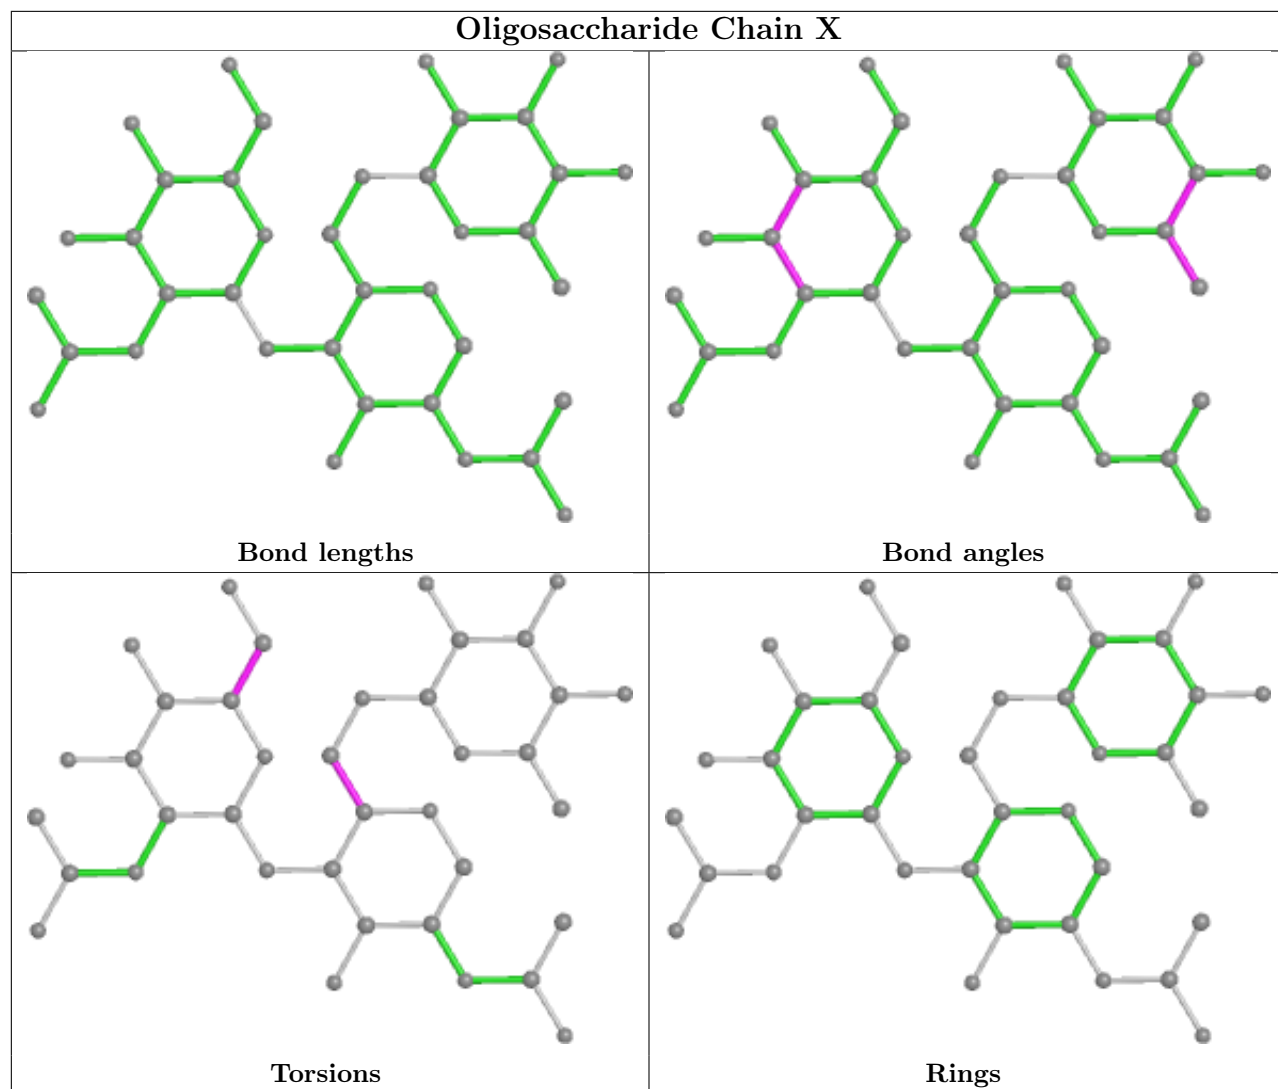 Oligosaccharide Chain X
Bond lengths
Bond angles
Torsions
Rings